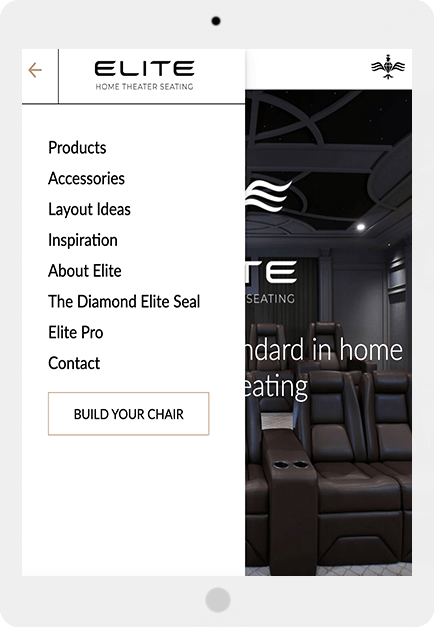 ELITE
HOME THEATER SEATING
Products
Accessories
Layout Ideas
Inspiration
About Elite
The Diamond Elite Seal
Elite Pro
Contact
BUILD YOUR CHAIR
TE
SEATING
ndard in home
eating